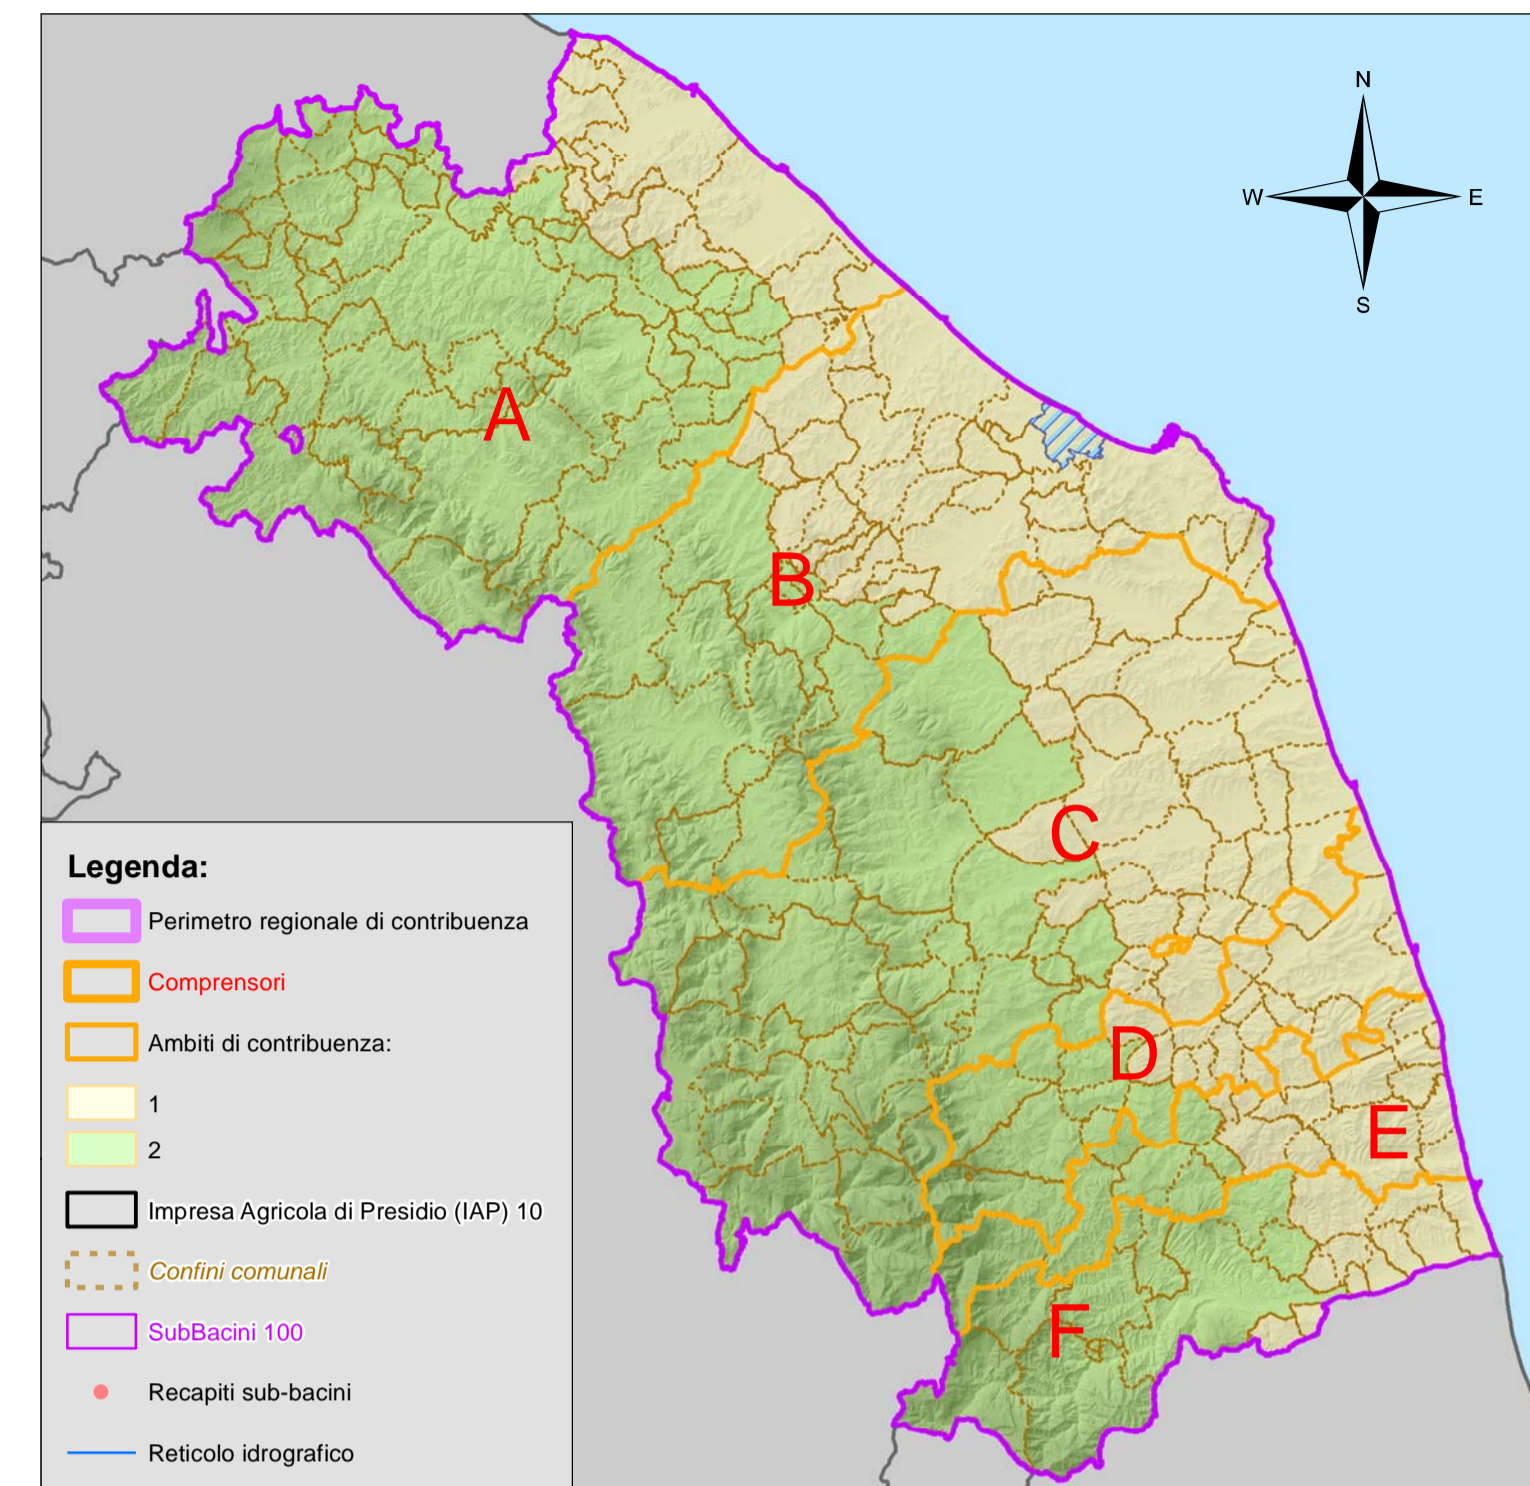 N
W E
S
A
B
C
D
E
F
Legenda:
Perimetro regionale di contribuenza
Comprensori
Ambiti di contribuenza:
1
2
Impresa Agricola di Presidio (IAP) 10
Confini comunali
SubBacini 100
Recapiti sub-bacini
Reticolo idrografico